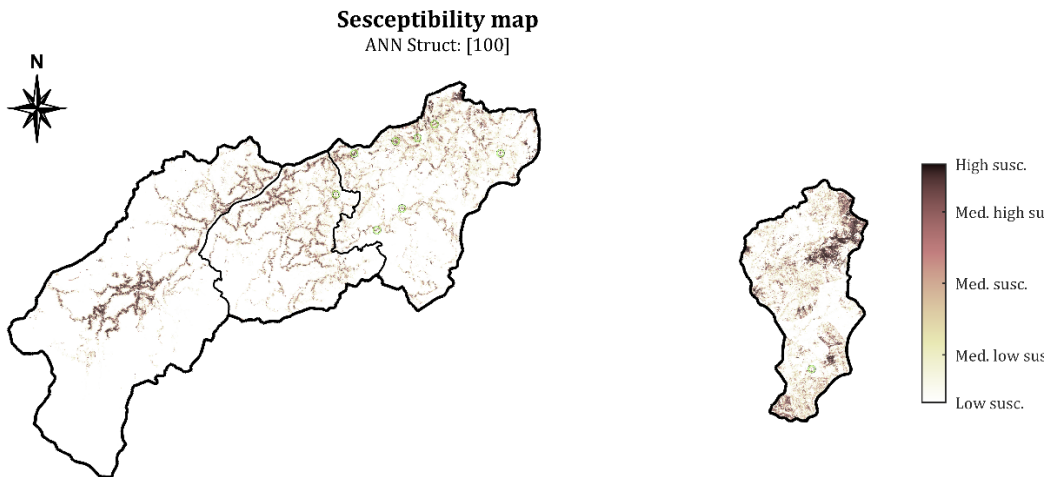 Sesceptibility map
ANN Struct: [100]
N
High susc.
Med. high su
Med. susc.
Med. low sus
Low susc.